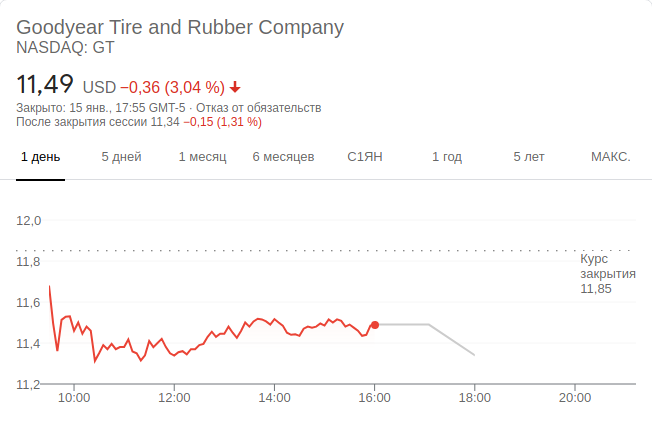 Goodyear Tire and Rubber Company
NASDAQ: GT
11,49 USD −0,36 (3,04 %)
Закрыто: 15 янв., 17:55 GMT-5 · Отказ от обязательств
После закрытия сессии 11,34 −0,15 (1,31 %)
1 день 5 дней 1 месяц 6 месяцев С1ЯН 1 год 5 лет МАКС.
12,0
11,8
11,6
11,4
11,2
Курс
закрытия
11,85
10:00 12:00 14:00 16:00 18:00 20:00